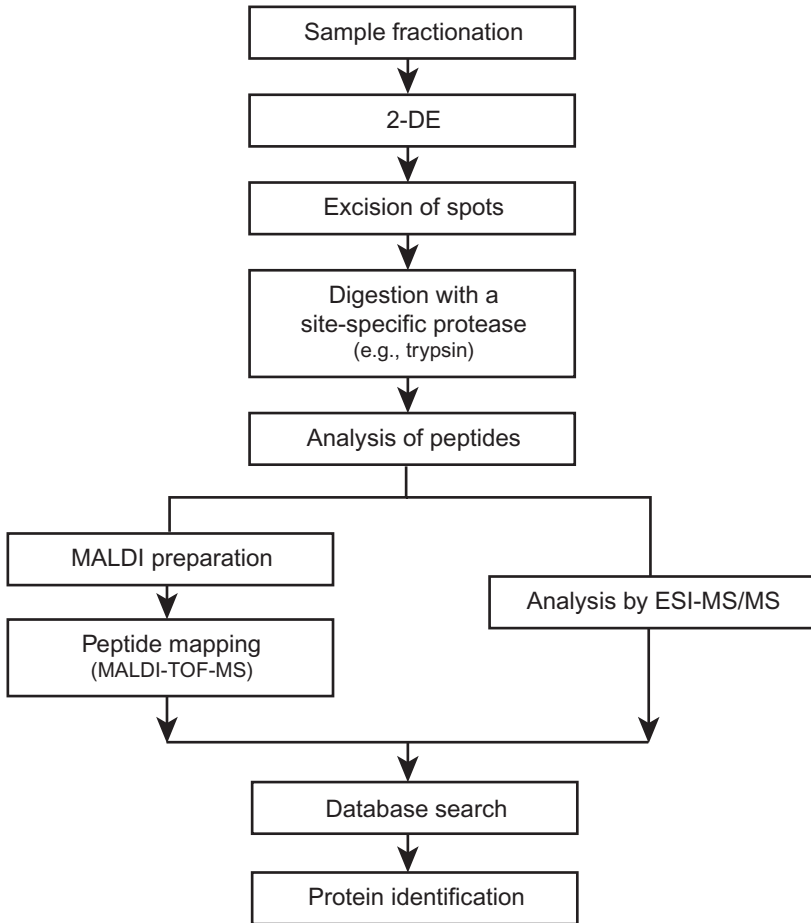 Sample fractionation
2-DE
Excision of spots
Digestion with a
site-specific protease
(e.g., trypsin)
Analysis of peptides
MALDI preparation
Peptide mapping
(MALDI-TOF-MS)
Analysis by ESI-MS/MS
Database search
Protein identification